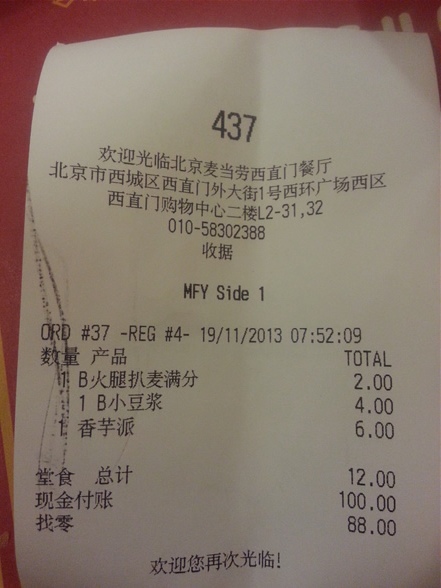 437
欢迎光临北京麦当劳西直门餐厅
北京市西城区西直门外大街1号西环广场西区
西直门购物中心二楼L2-31,32
010-58302388
收据
MFY Side 1
ORD #37 -REG #4- 19/11/2013 07:52:09
数量 产品 TOTAL
1 B火腿扒麦满分 2.00
1 B小豆浆 4.00
1 香芋派 6.00
堂食 总计 12.00
现金付账 100.00
找零 88.00
欢迎您再次光临!